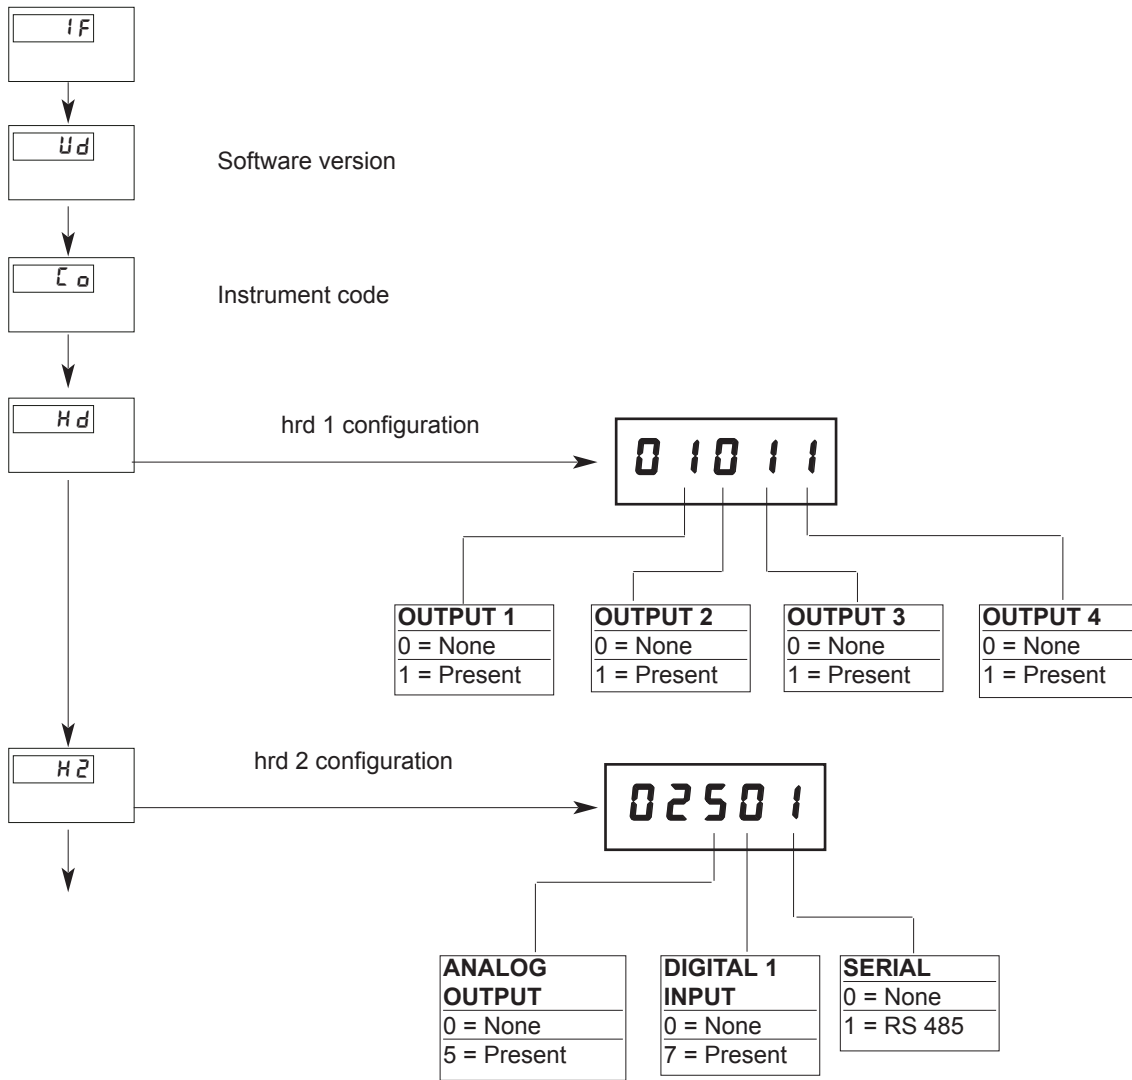 IF
Ud
Software version
Co
Instrument code
Hd
hrd 1 configuration
01011
OUTPUT 1
0 = None
1 = Present
OUTPUT 2
0 = None
1 = Present
OUTPUT 3
0 = None
1 = Present
OUTPUT 4
0 = None
1 = Present
H2
hrd 2 configuration
02501
ANALOG
OUTPUT
0 = None
5 = Present
DIGITAL 1
INPUT
0 = None
7 = Present
SERIAL
0 = None
1 = RS 485